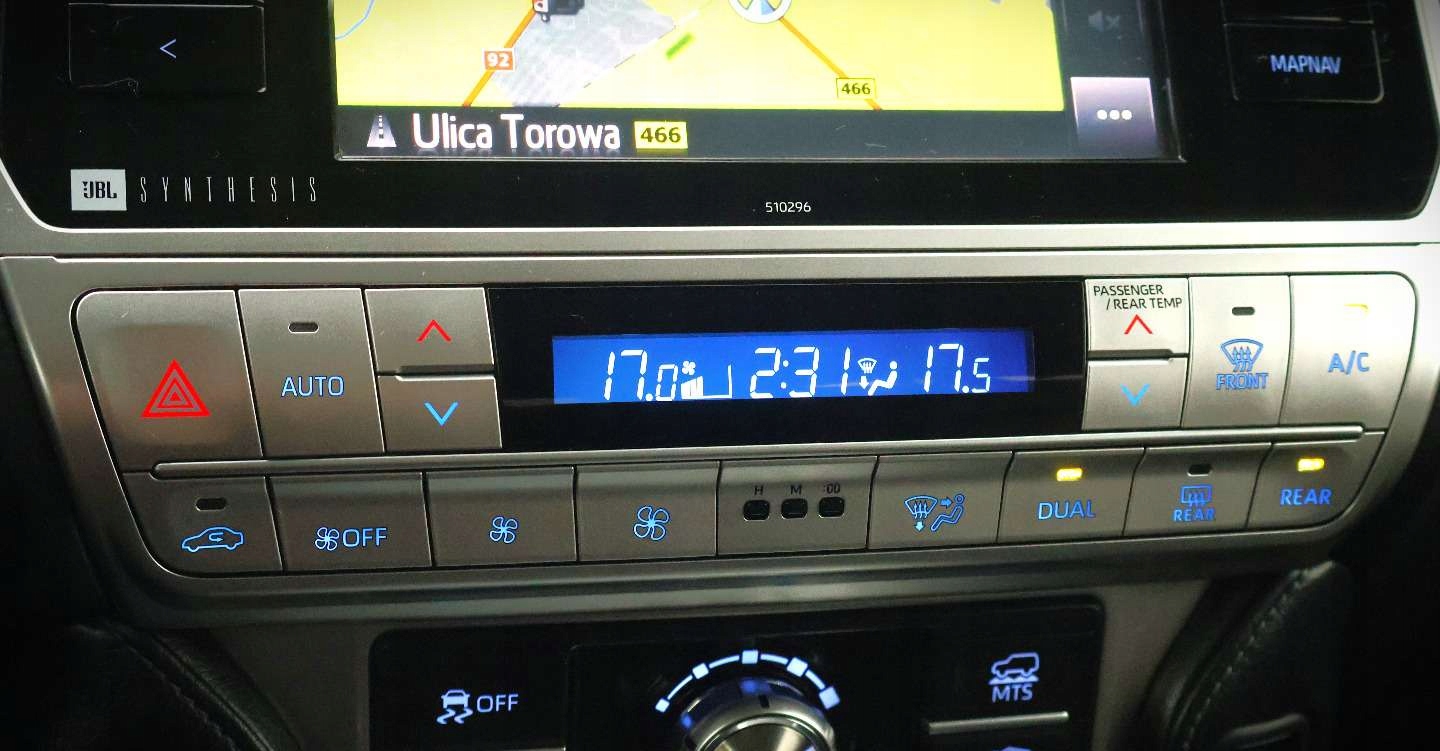 <
MAPNAV
92
466
Ulica Torowa 466
JBL SYNTHESIS
510296
AUTO
17.0 2:31 17.5
PASSENGER
/REAR TEMP
FRONT
A/C
OFF
H M :00
DUAL
REAR
REAR
OFF
MTS